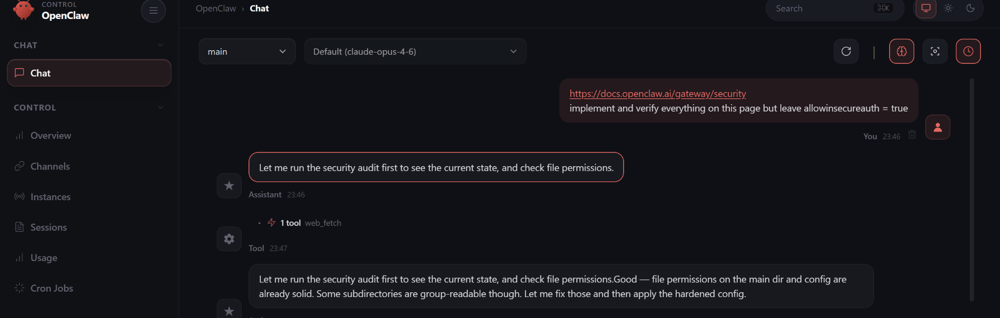 CONTROL
OpenClaw
OpenClaw › Chat
Search ⌘K
CHAT
Chat
CONTROL
Overview
Channels
Instances
Sessions
Usage
Cron Jobs
main
Default (claude-opus-4-6)
https://docs.openclaw.ai/gateway/security
implement and verify everything on this page but leave allowinsecureauth = true
You 23:46
Let me run the security audit first to see the current state, and check file permissions.
Assistant 23:46
1 tool web_fetch
Tool 23:47
Let me run the security audit first to see the current state, and check file permissions.Good — file permissions on the main dir and config are
already solid. Some subdirectories are group-readable though. Let me fix those and then apply the hardened config.